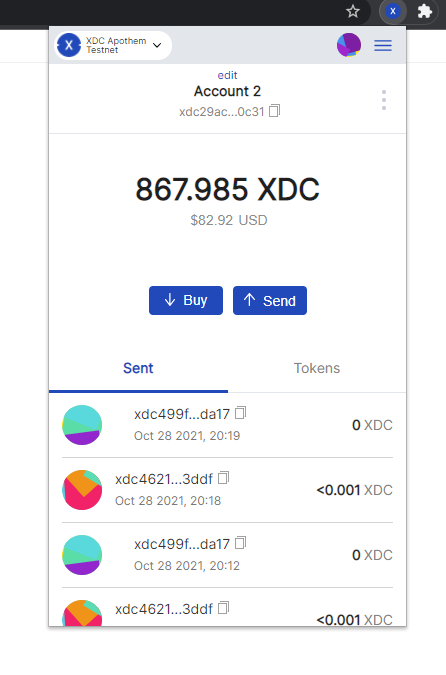 X
X XDC Apothem
Testnet
edit
Account 2
xdc29ac...0c31
867.985 XDC
$82.92 USD
Buy
Send
Sent
Tokens
xdc499f...da17
0 XDC
Oct 28 2021, 20:19
xdc4621...3ddf
<0.001 XDC
Oct 28 2021, 20:18
xdc499f...da17
0 XDC
Oct 28 2021, 20:12
xdc4621...3ddf
<0.001 XDC